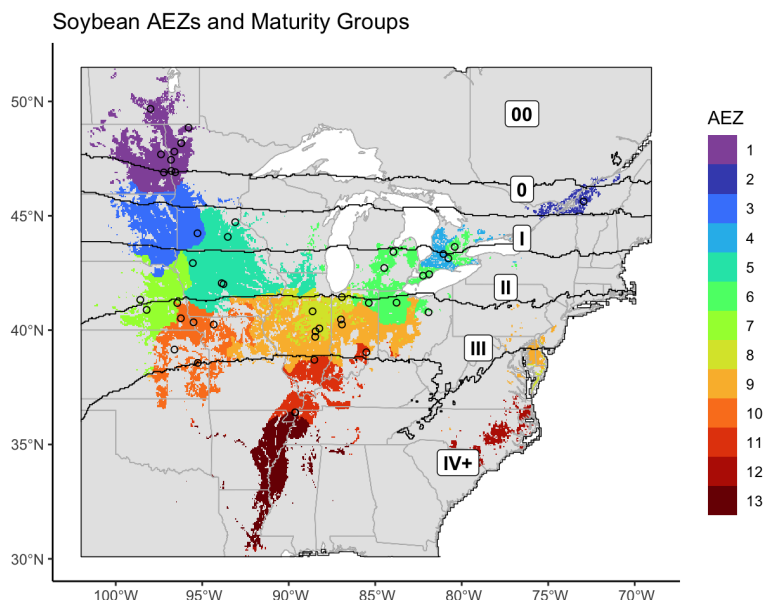 Soybean AEZs and Maturity Groups
50°N
45°N
40°N
35°N
30°N
00
0
I
II
III
IV+
100°W 95°W 90°W 85°W 80°W 75°W 70°W
AEZ
1
2
3
4
5
6
7
8
9
10
11
12
13